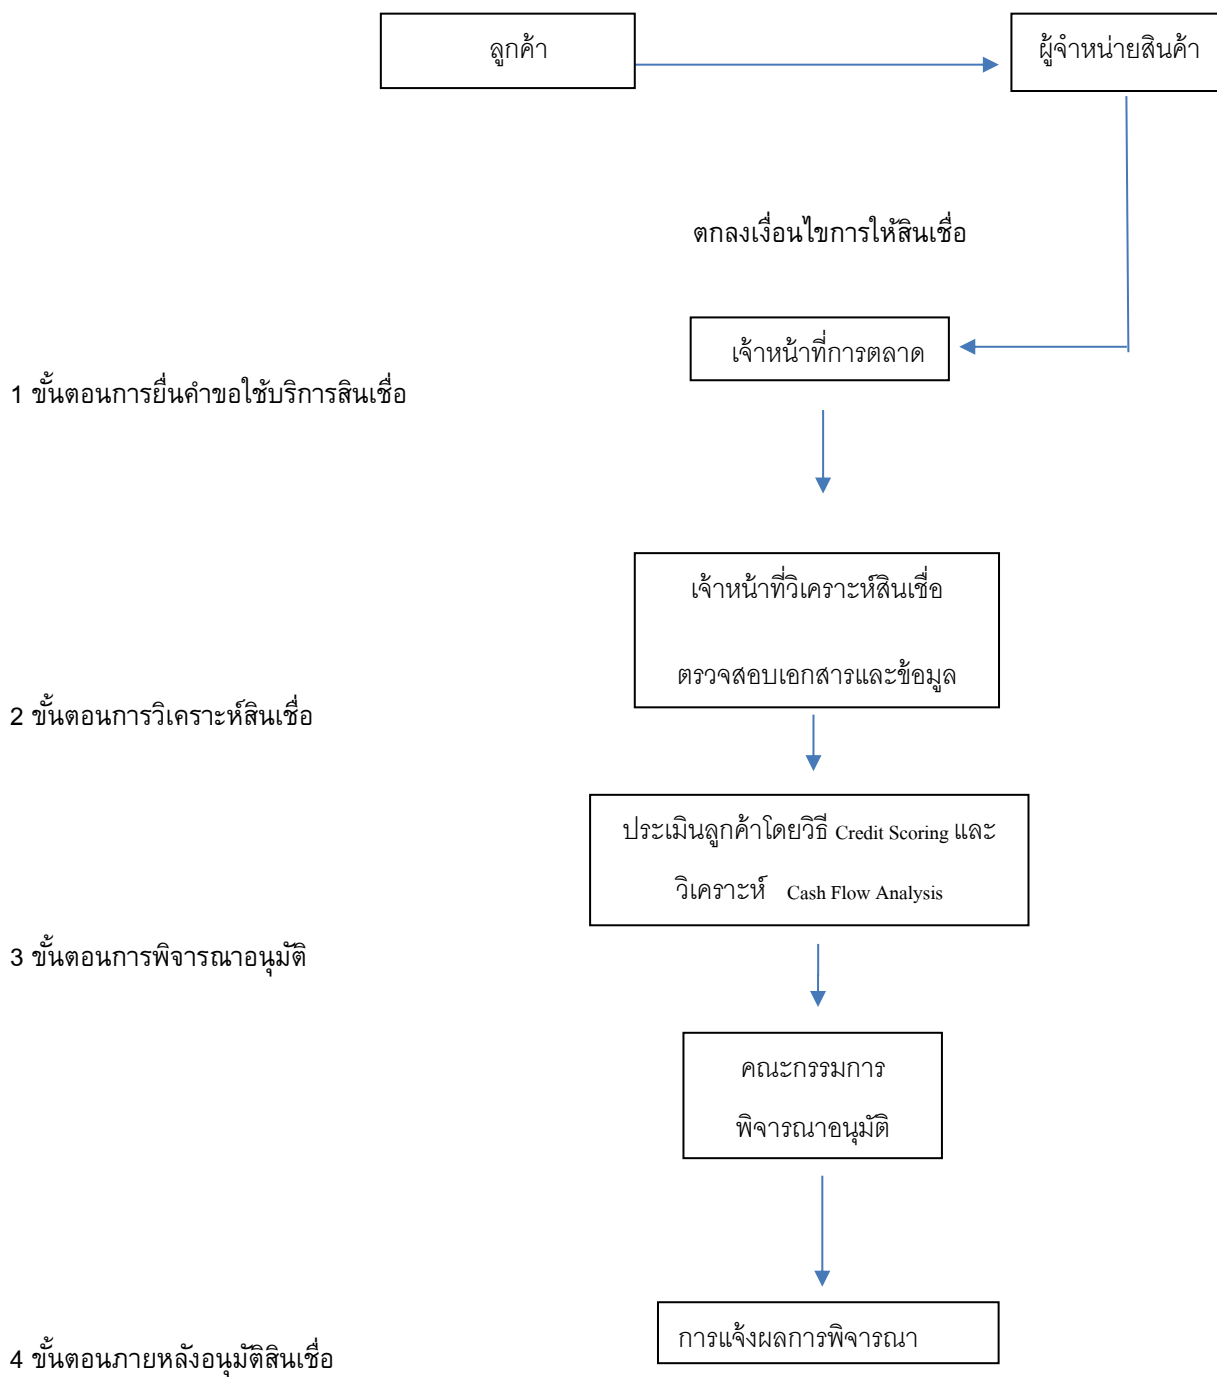 ลูกค้า
ผู้จำหน่ายสินค้า
ตกลงเงื่อนไขการให้สินเชื่อ
เจ้าหน้าที่การตลาด
1 ขั้นตอนการยื่นคำขอใช้บริการสินเชื่อ
เจ้าหน้าที่วิเคราะห์สินเชื่อ
ตรวจสอบเอกสารและข้อมูล
2 ขั้นตอนการวิเคราะห์สินเชื่อ
ประเมินลูกค้าโดยวิธี Credit Scoring และ
วิเคราะห์ Cash Flow Analysis
3 ขั้นตอนการพิจารณาอนุมัติ
คณะกรรมการ
พิจารณาอนุมัติ
การแจ้งผลการพิจารณา
4 ขั้นตอนภายหลังอนุมัติสินเชื่อ